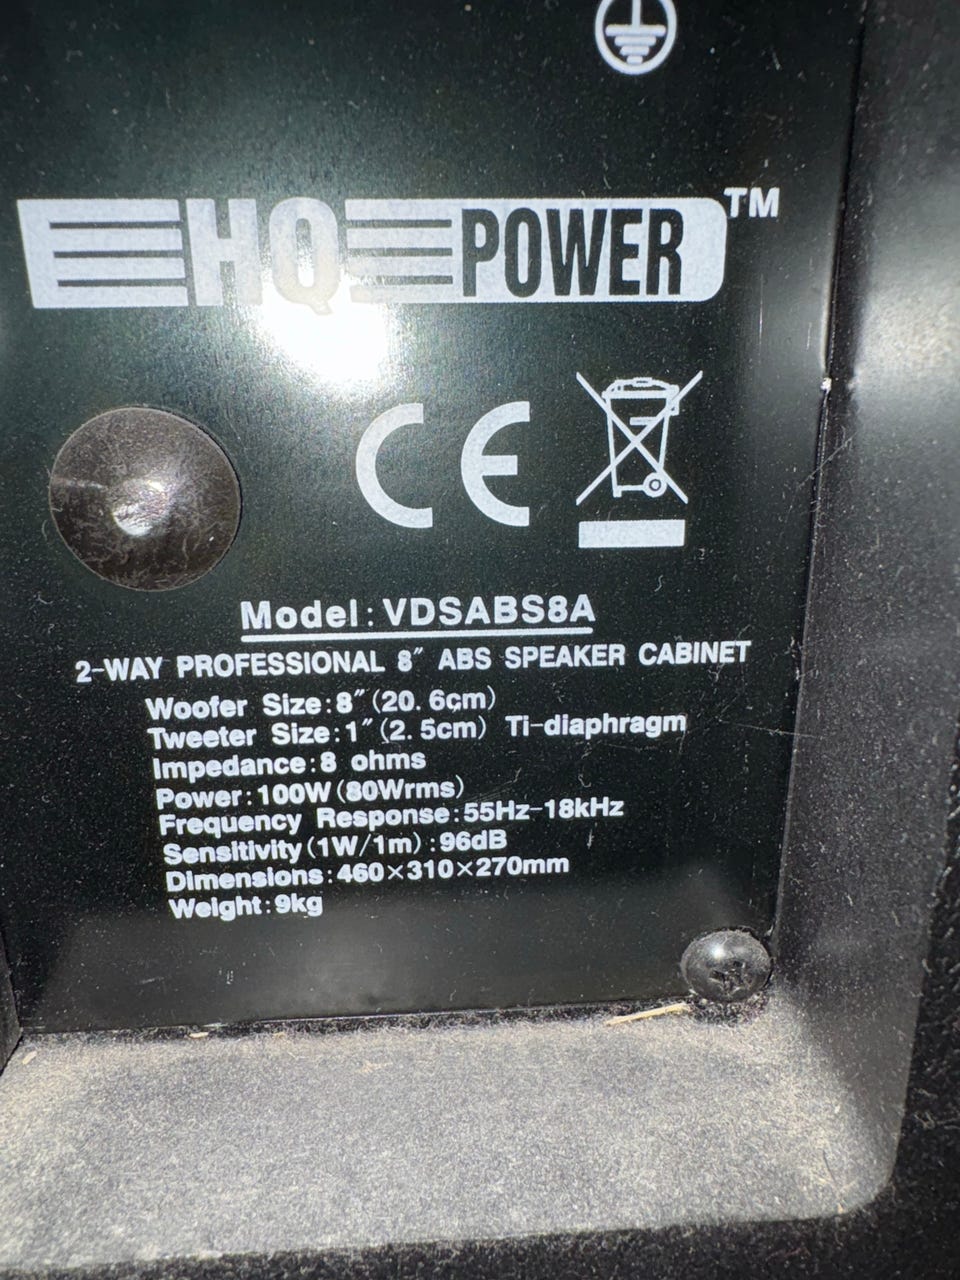 HQ POWER™
CE
Model: VDSABS8A
2-WAY PROFESSIONAL 8″ ABS SPEAKER CABINET
Woofer Size:8″(20.6cm)
Tweeter Size:1″(2.5cm) Ti-diaphragm
Impedance:8 ohms
Power:100W(80Wrms)
Frequency Response:55Hz-18kHz
Sensitivity(1W/1m):96dB
Dimensions:460×310×270mm
Weight:9kg